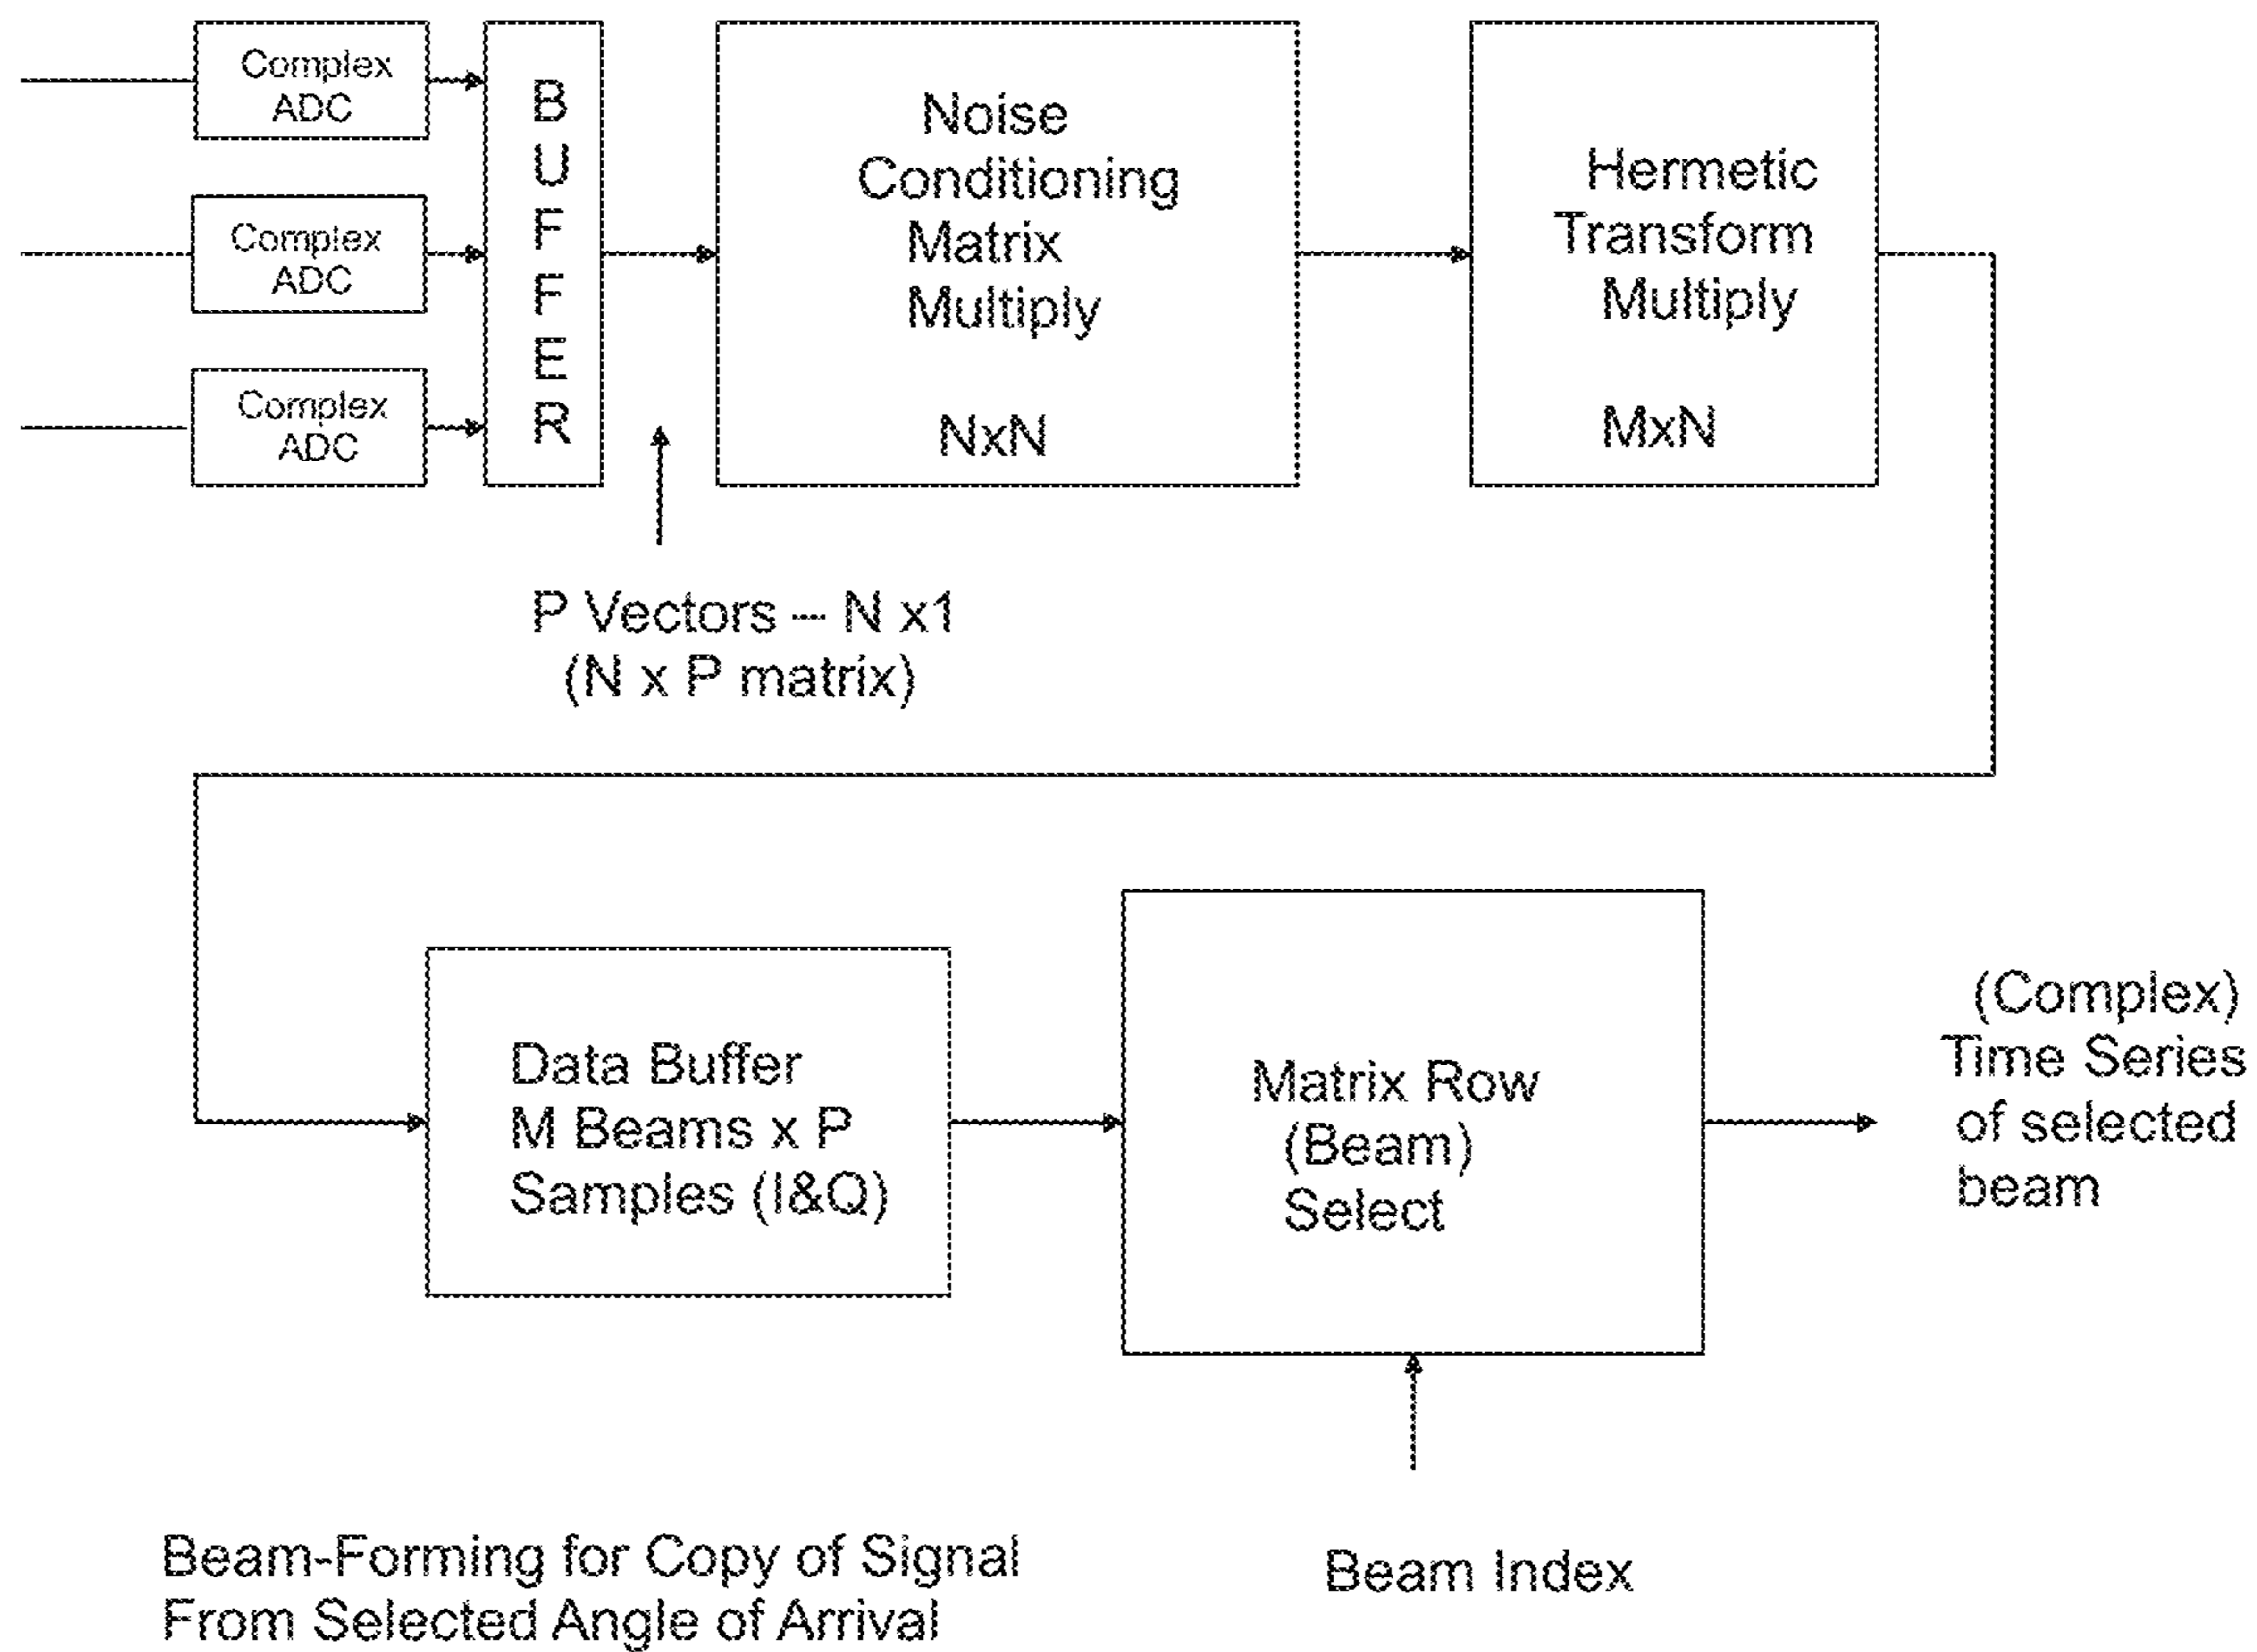 Complex
ADC
Complex
ADC
Complex
ADC
B
U
F
F
E
R
Noise
Conditioning
Matrix
Multiply
NxN
Hermetic
Transform
Multiply
MxN
P Vectors – N x1
(N x P matrix)
Data Buffer
M Beams x P
Samples (I&Q)
Matrix Row
(Beam)
Select
(Complex)
Time Series
of selected
beam
Beam Index
Beam-Forming for Copy of Signal
From Selected Angle of Arrival